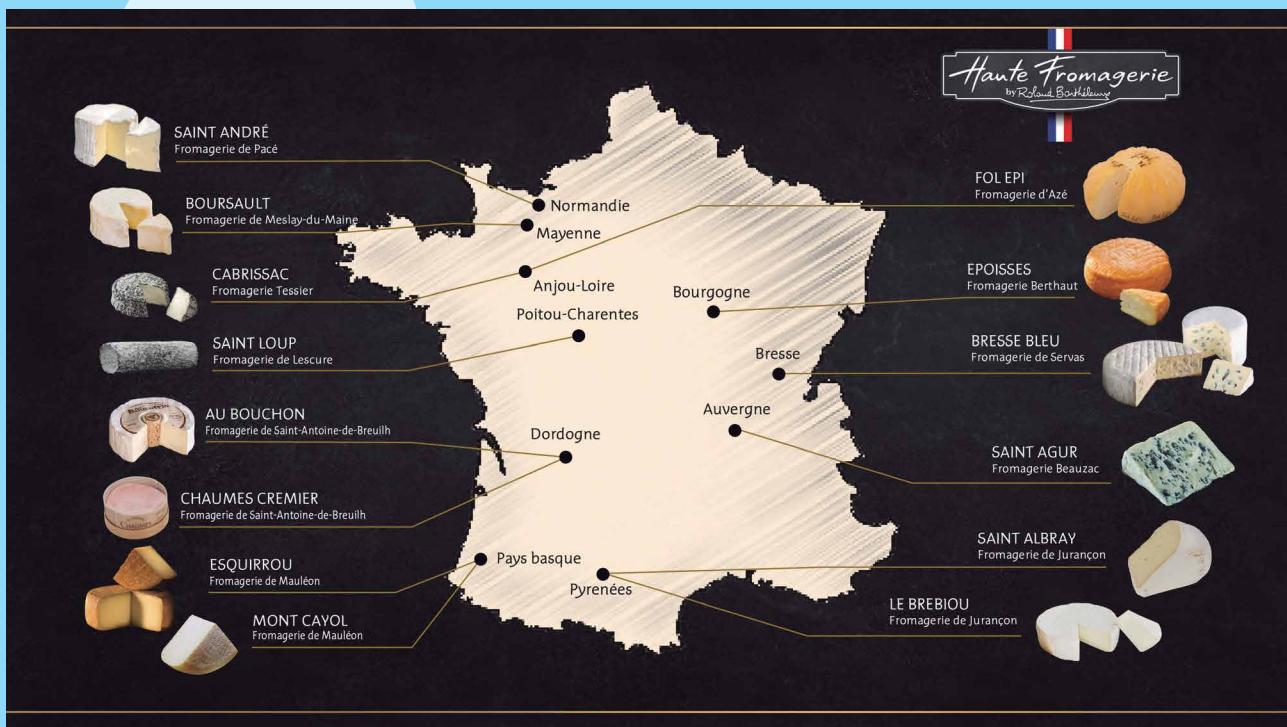 Haute Fromagerie
by Roland Barthélemy
SAINT ANDRÉ
Fromagerie de Pacé
BOURSAULT
Fromagerie de Meslay-du-Maine
CABRISSAC
Fromagerie Tessier
SAINT LOUP
Fromagerie de Lescure
AU BOUCHON
Fromagerie de Saint-Antoine-de-Breuilh
CHAUMES CREMIER
Fromagerie de Saint-Antoine-de-Breuilh
ESQUIRROU
Fromagerie de Mauléon
MONT CAYOL
Fromagerie de Mauléon
Normandie
Mayenne
Anjou-Loire
Poitou-Charentes
Bourgogne
Bresse
Auvergne
Dordogne
Pays basque
Pyrenées
FOL EPI
Fromagerie d'Azé
EPOISSES
Fromagerie Berthaut
BRESSE BLEU
Fromagerie de Servas
SAINT AGUR
Fromagerie Beauzac
SAINT ALBRAY
Fromagerie de Jurançon
LE BREBIOU
Fromagerie de Jurançon